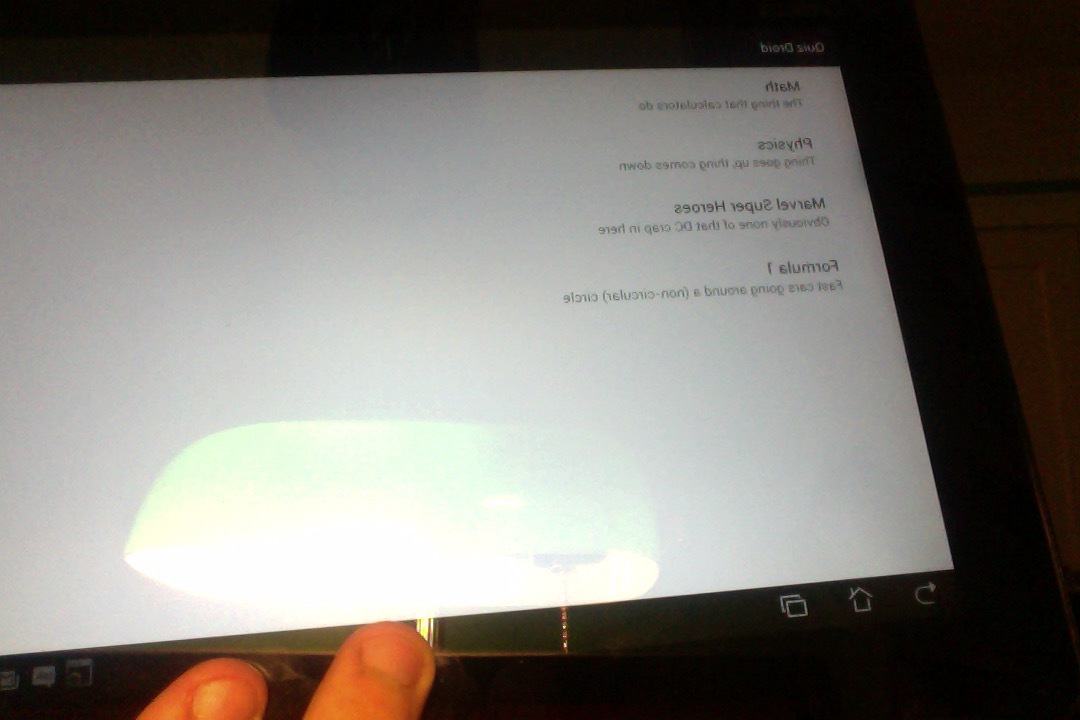 Quiz Droid
Math
The thing that calculators do
Physics
Thing goes up, thing comes down
Marvel Super Heroes
Obviously none of that DC crap in here
Formula 1
Fast cars going around a (non-circular) circle